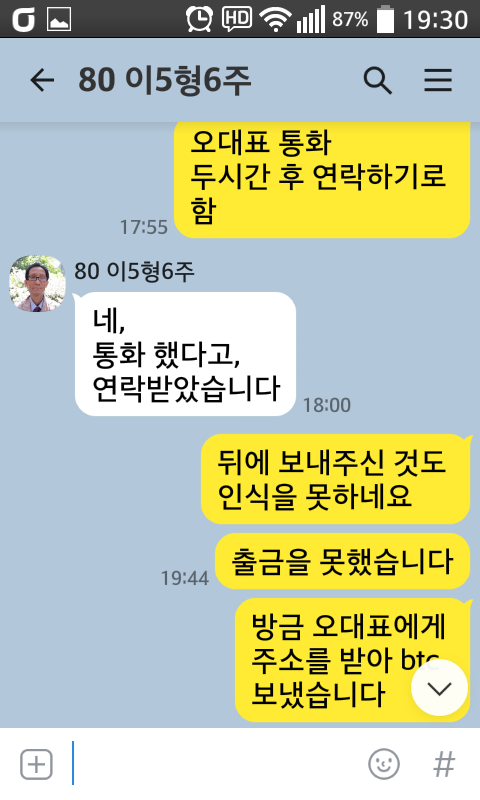 HD 87% 19:30
80 이5형6주
오대표 통화
두시간 후 연락하기로
함
17:55
80 이5형6주
네,
통화 했다고,
연락받았습니다
18:00
뒤에 보내주신 것도
인식을 못하네요
출금을 못했습니다
19:44
방금 오대표에게
주소를 받아 btc
보냈습니다
#